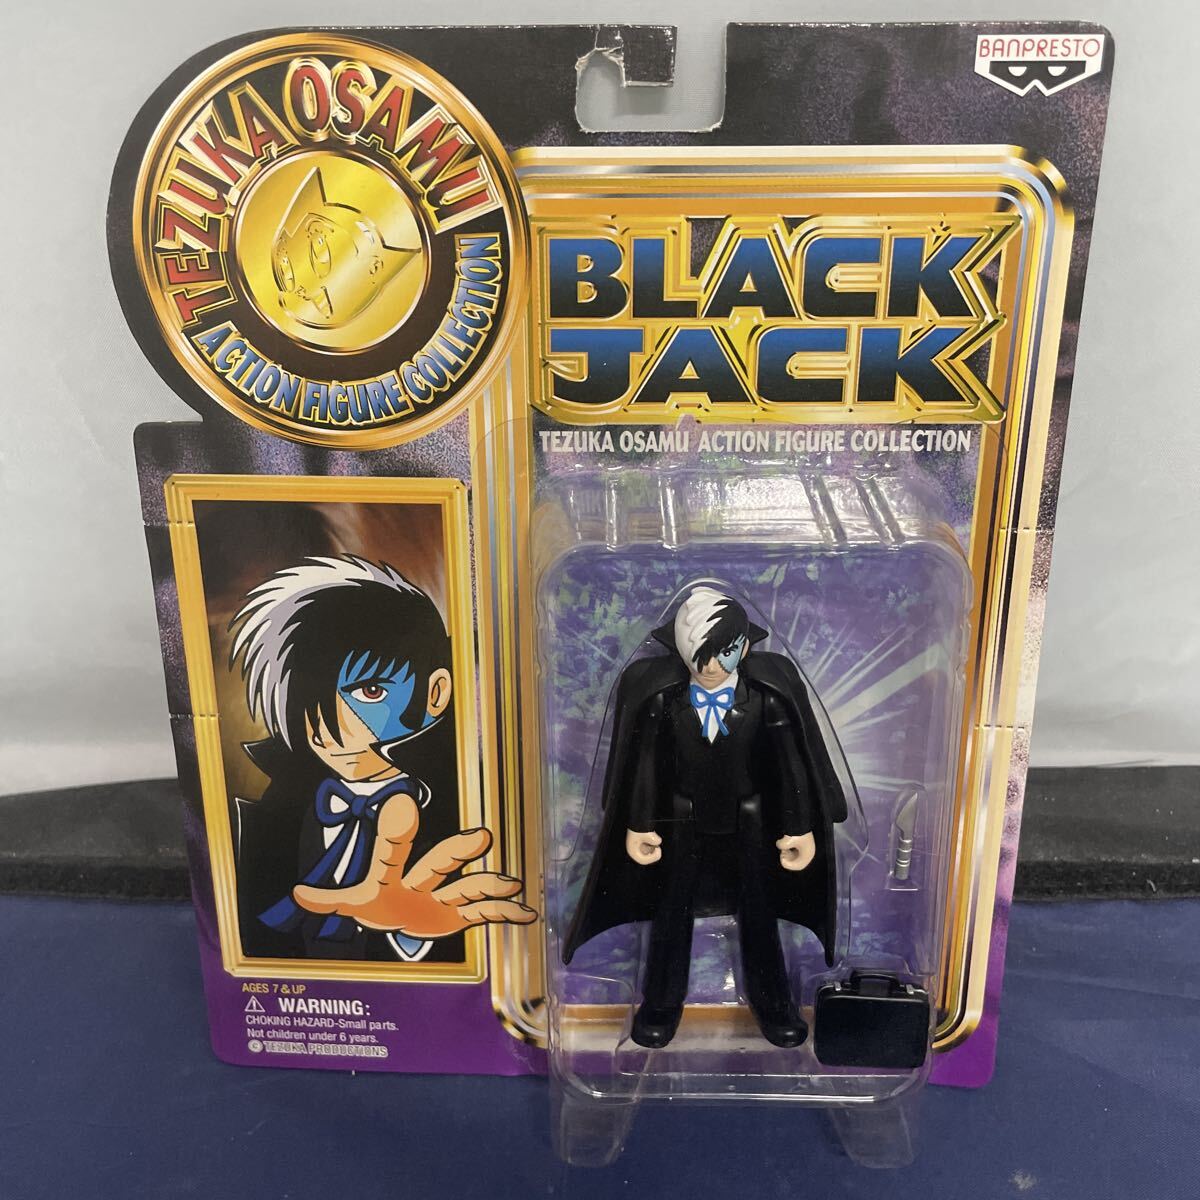 TEZUKA OSAMU
ACTION FIGURE COLLECTION
BANPRESTO
BLACK
JACK
TEZUKA OSAMU ACTION FIGURE COLLECTION
AGES 7 & UP
⚠ WARNING:
CHOKING HAZARD-Small parts.
Not children under 6 years.
© TEZUKA PRODUCTIONS